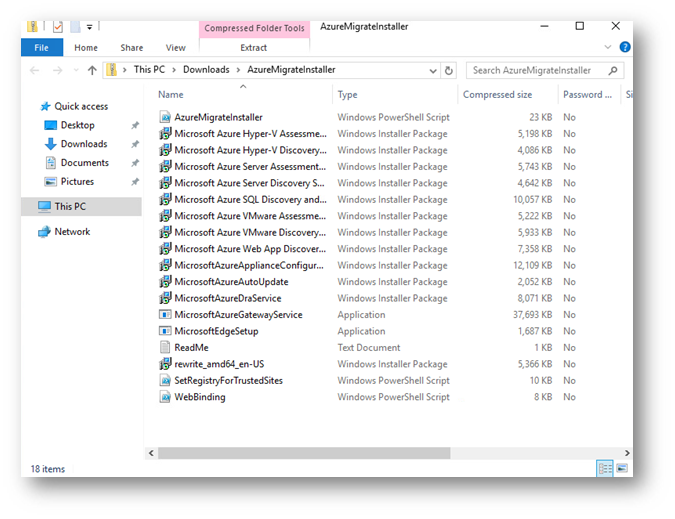 Compressed Folder Tools AzureMigrateInstaller
File Home Share View Extract
This PC > Downloads > AzureMigrateInstaller Search AzureMigrateInstaller
Name Type Compressed size Password ... Si
Quick access
Desktop
Downloads
Documents
Pictures
This PC
Network
AzureMigrateInstaller Windows PowerShell Script 23 KB No
Microsoft Azure Hyper-V Assessme... Windows Installer Package 5,198 KB No
Microsoft Azure Hyper-V Discovery... Windows Installer Package 4,086 KB No
Microsoft Azure Server Assessment... Windows Installer Package 5,743 KB No
Microsoft Azure Server Discovery S... Windows Installer Package 4,642 KB No
Microsoft Azure SQL Discovery and... Windows Installer Package 10,057 KB No
Microsoft Azure VMware Assessme... Windows Installer Package 5,222 KB No
Microsoft Azure VMware Discovery... Windows Installer Package 5,933 KB No
Microsoft Azure Web App Discover... Windows Installer Package 7,358 KB No
MicrosoftAzureApplianceConfigur... Windows Installer Package 12,109 KB No
MicrosoftAzureAutoUpdate Windows Installer Package 2,052 KB No
MicrosoftAzureDraService Windows Installer Package 8,071 KB No
MicrosoftAzureGatewayService Application 37,693 KB No
MicrosoftEdgeSetup Application 1,687 KB No
ReadMe Text Document 1 KB No
rewrite_amd64_en-US Windows Installer Package 5,366 KB No
SetRegistryForTrustedSites Windows PowerShell Script 10 KB No
WebBinding Windows PowerShell Script 8 KB No
18 items